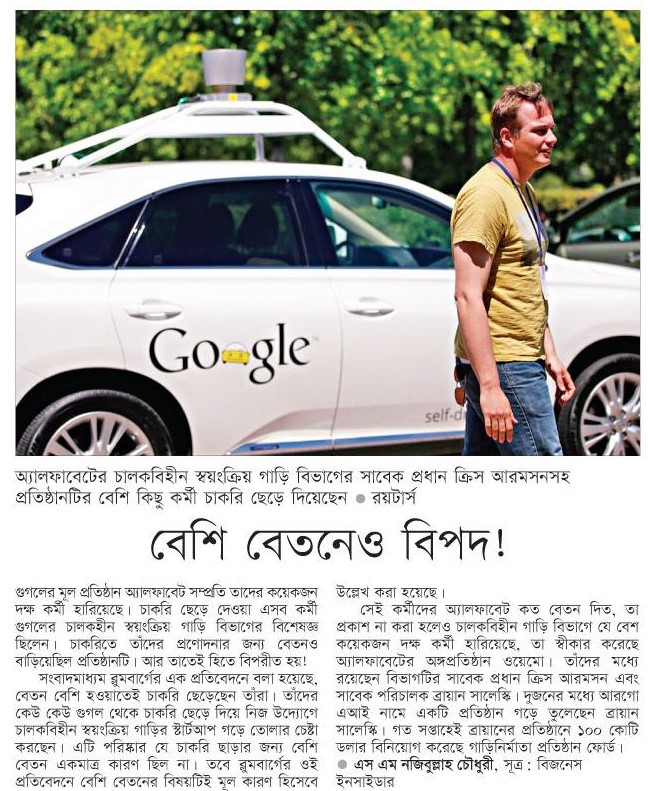 Google
self-d
অ্যালফাবেটের চালকবিহীন স্বয়ংক্রিয় গাড়ি বিভাগের সাবেক প্রধান ক্রিস আরমসনসহ
প্রতিষ্ঠানটির বেশি কিছু কর্মী চাকরি ছেড়ে দিয়েছেন ● রয়টার্স
বেশি বেতনেও বিপদ!
গুগলের মূল প্রতিষ্ঠান অ্যালফাবেট সম্প্রতি তাদের কয়েকজন
দক্ষ কর্মী হারিয়েছে। চাকরি ছেড়ে দেওয়া এসব কর্মী
গুগলের চালকহীন স্বয়ংক্রিয় গাড়ি বিভাগের বিশেষজ্ঞ
ছিলেন। চাকরিতে তাঁদের প্রণোদনার জন্য বেতনও
বাড়িয়েছিল প্রতিষ্ঠানটি। আর তাতেই হিতে বিপরীত হয়!
সংবাদমাধ্যম ব্লুমবার্গের এক প্রতিবেদনে বলা হয়েছে,
বেতন বেশি হওয়াতেই চাকরি ছেড়েছেন তাঁরা। তাঁদের
কেউ কেউ গুগল থেকে চাকরি ছেড়ে দিয়ে নিজ উদ্যোগে
চালকবিহীন স্বয়ংক্রিয় গাড়ির স্টার্টআপ গড়ে তোলার চেষ্টা
করছেন। এটি পরিষ্কার যে চাকরি ছাড়ার জন্য বেশি
বেতন একমাত্র কারণ ছিল না। তবে ব্লুমবার্গের ওই
প্রতিবেদনে বেশি বেতনের বিষয়টিই মূল কারণ হিসেবে
উল্লেখ করা হয়েছে।
সেই কর্মীদের অ্যালফাবেট কত বেতন দিত, তা
প্রকাশ না করা হলেও চালকবিহীন গাড়ি বিভাগে যে বেশ
কয়েকজন দক্ষ কর্মী হারিয়েছে, তা স্বীকার করেছে
অ্যালফাবেটের অঙ্গপ্রতিষ্ঠান ওয়েমো। তাঁদের মধ্যে
রয়েছেন বিভাগটির সাবেক প্রধান ক্রিস আরমসন এবং
সাবেক পরিচালক ব্রায়ান সালেস্কি। দুজনের মধ্যে আরগো
এআই নামে একটি প্রতিষ্ঠান গড়ে তুলেছেন ব্রায়ান
সালেস্কি। গত সপ্তাহেই ব্রায়ানের প্রতিষ্ঠানে ১০০ কোটি
ডলার বিনিয়োগ করেছে গাড়িনির্মাতা প্রতিষ্ঠান ফোর্ড।
● এস এম নজিবুল্লাহ চৌধুরী, সূত্র : বিজনেস
ইনসাইডার